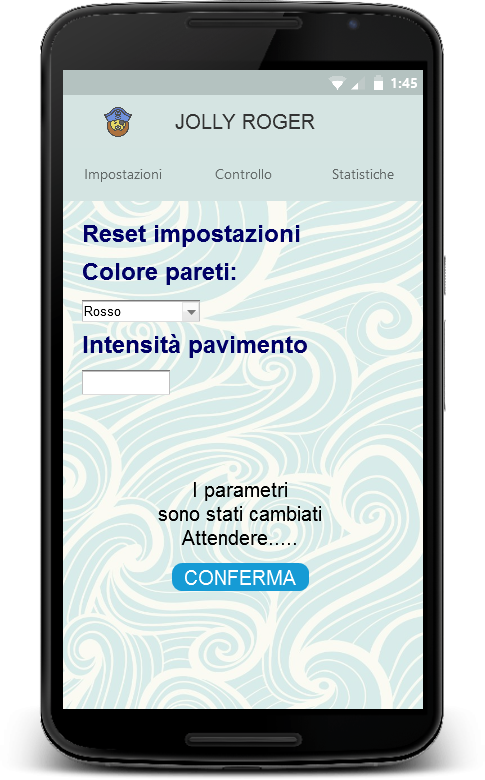 1:45
JOLLY ROGER
Impostazioni Controllo Statistiche
Reset impostazioni
Colore pareti:
Rosso
Intensità pavimento
I parametri
sono stati cambiati
Attendere.....
CONFERMA